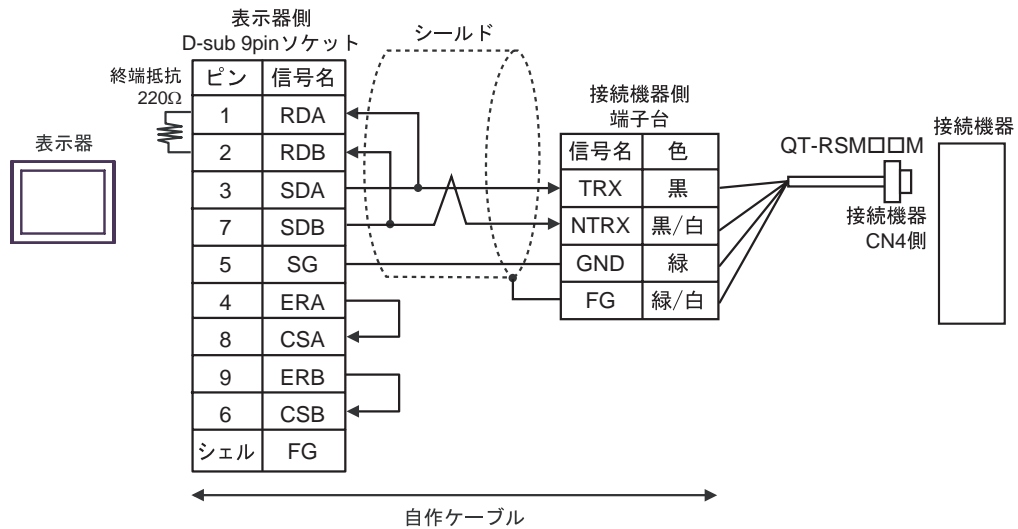 表示器側
D-sub 9pinソケット
シールド
終端抵抗
220Ω
ピン 信号名
1 RDA
2 RDB
3 SDA
7 SDB
5 SG
4 ERA
8 CSA
9 ERB
6 CSB
シェル FG
表示器
接続機器側
端子台
信号名 色
TRX 黒
NTRX 黒/白
GND 緑
FG 緑/白
QT-RSM□□M
接続機器
CN4側
接続機器
自作ケーブル